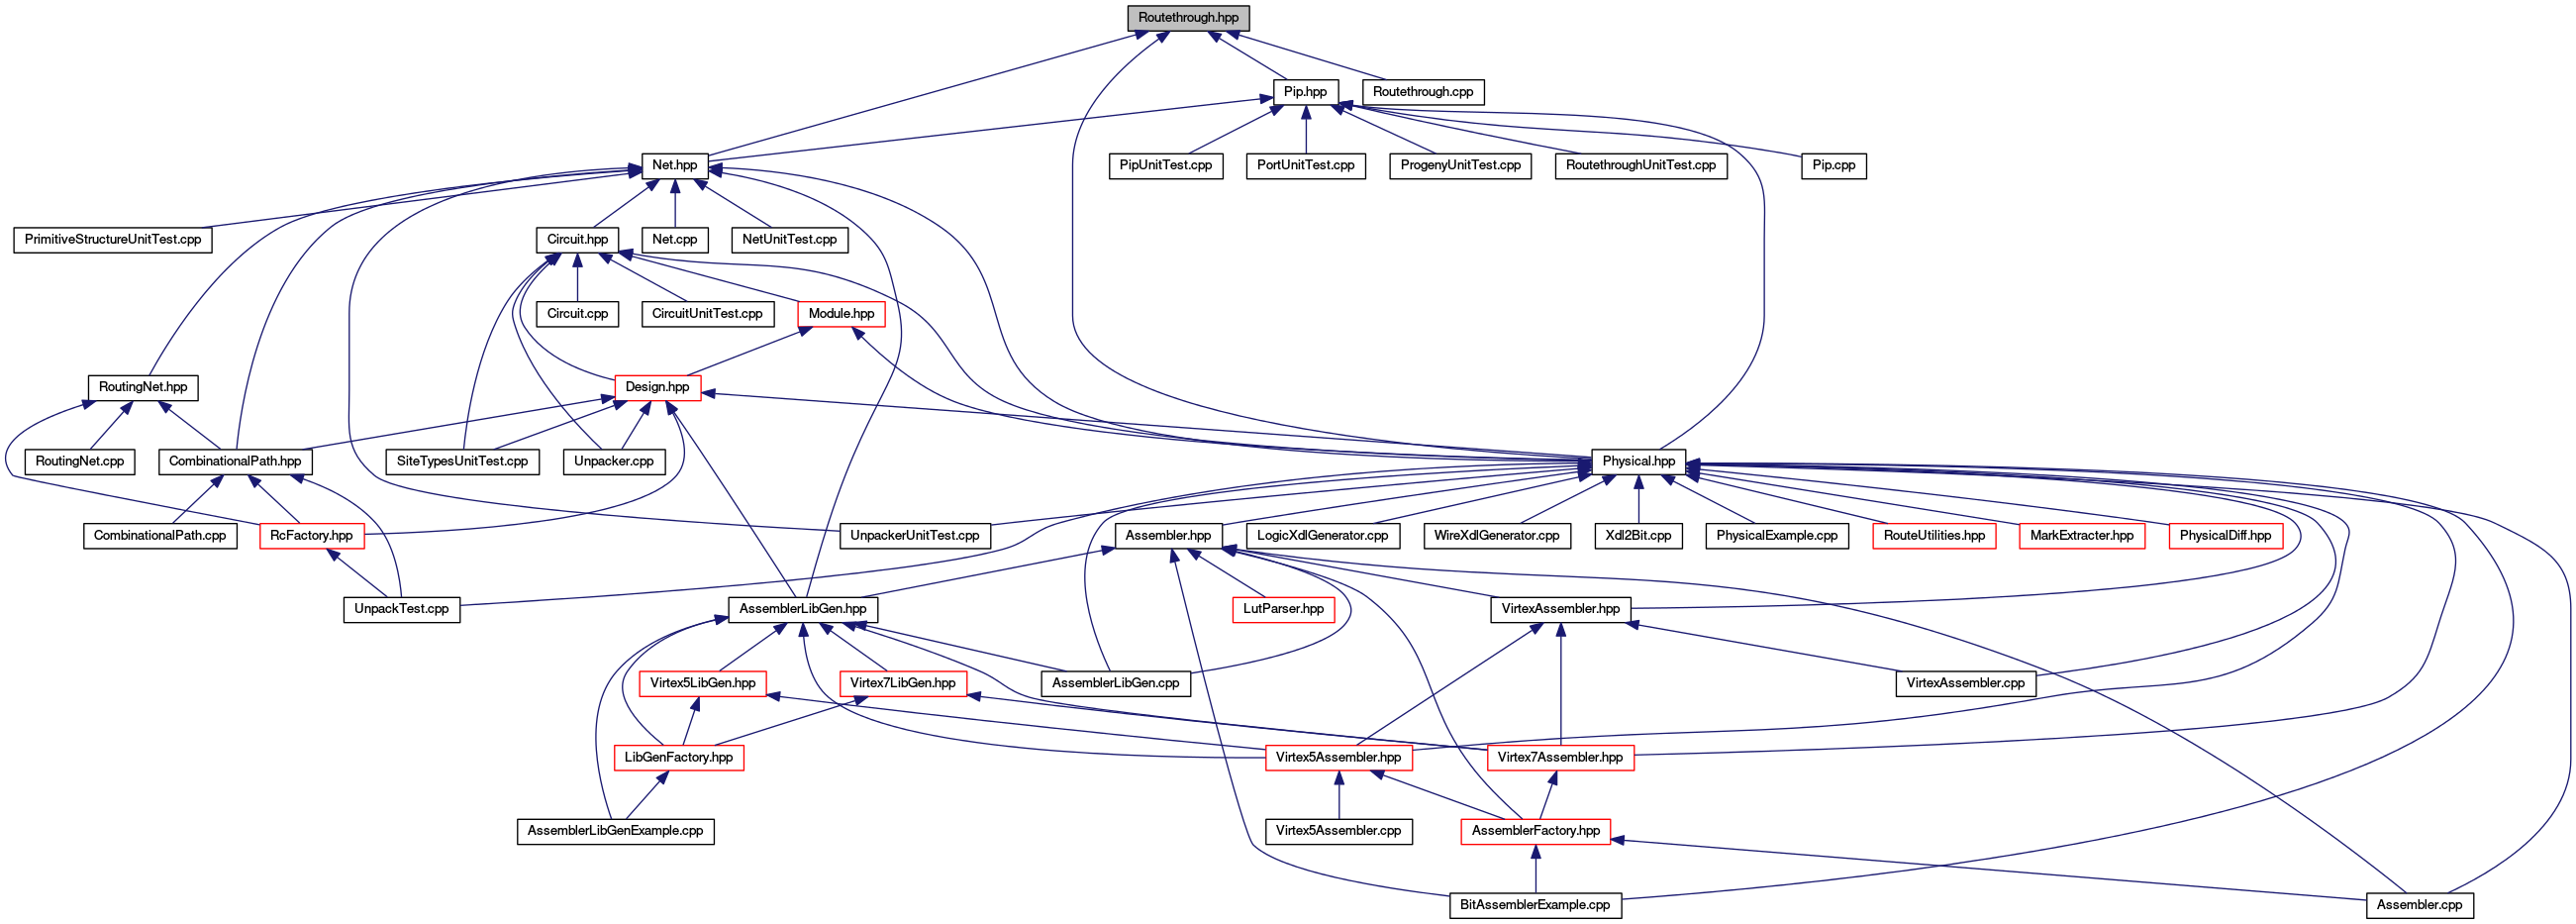 Routethrough.hpp
Pip.hpp
Routethrough.cpp
Net.hpp
PipUnitTest.cpp
PortUnitTest.cpp
ProgenyUnitTest.cpp
RoutethroughUnitTest.cpp
Pip.cpp
PrimitiveStructureUnitTest.cpp
Circuit.hpp
Net.cpp
NetUnitTest.cpp
Circuit.cpp
CircuitUnitTest.cpp
Module.hpp
RoutingNet.hpp
Design.hpp
RoutingNet.cpp
CombinationalPath.hpp
SiteTypesUnitTest.cpp
Unpacker.cpp
Physical.hpp
CombinationalPath.cpp
RcFactory.hpp
UnpackerUnitTest.cpp
Assembler.hpp
LogicXdlGenerator.cpp
WireXdlGenerator.cpp
Xdl2Bit.cpp
PhysicalExample.cpp
RouteUtilities.hpp
MarkExtracter.hpp
PhysicalDiff.hpp
UnpackTest.cpp
AssemblerLibGen.hpp
LutParser.hpp
VirtexAssembler.hpp
Virtex5LibGen.hpp
Virtex7LibGen.hpp
AssemblerLibGen.cpp
VirtexAssembler.cpp
LibGenFactory.hpp
Virtex5Assembler.hpp
Virtex7Assembler.hpp
AssemblerLibGenExample.cpp
Virtex5Assembler.cpp
AssemblerFactory.hpp
BitAssemblerExample.cpp
Assembler.cpp